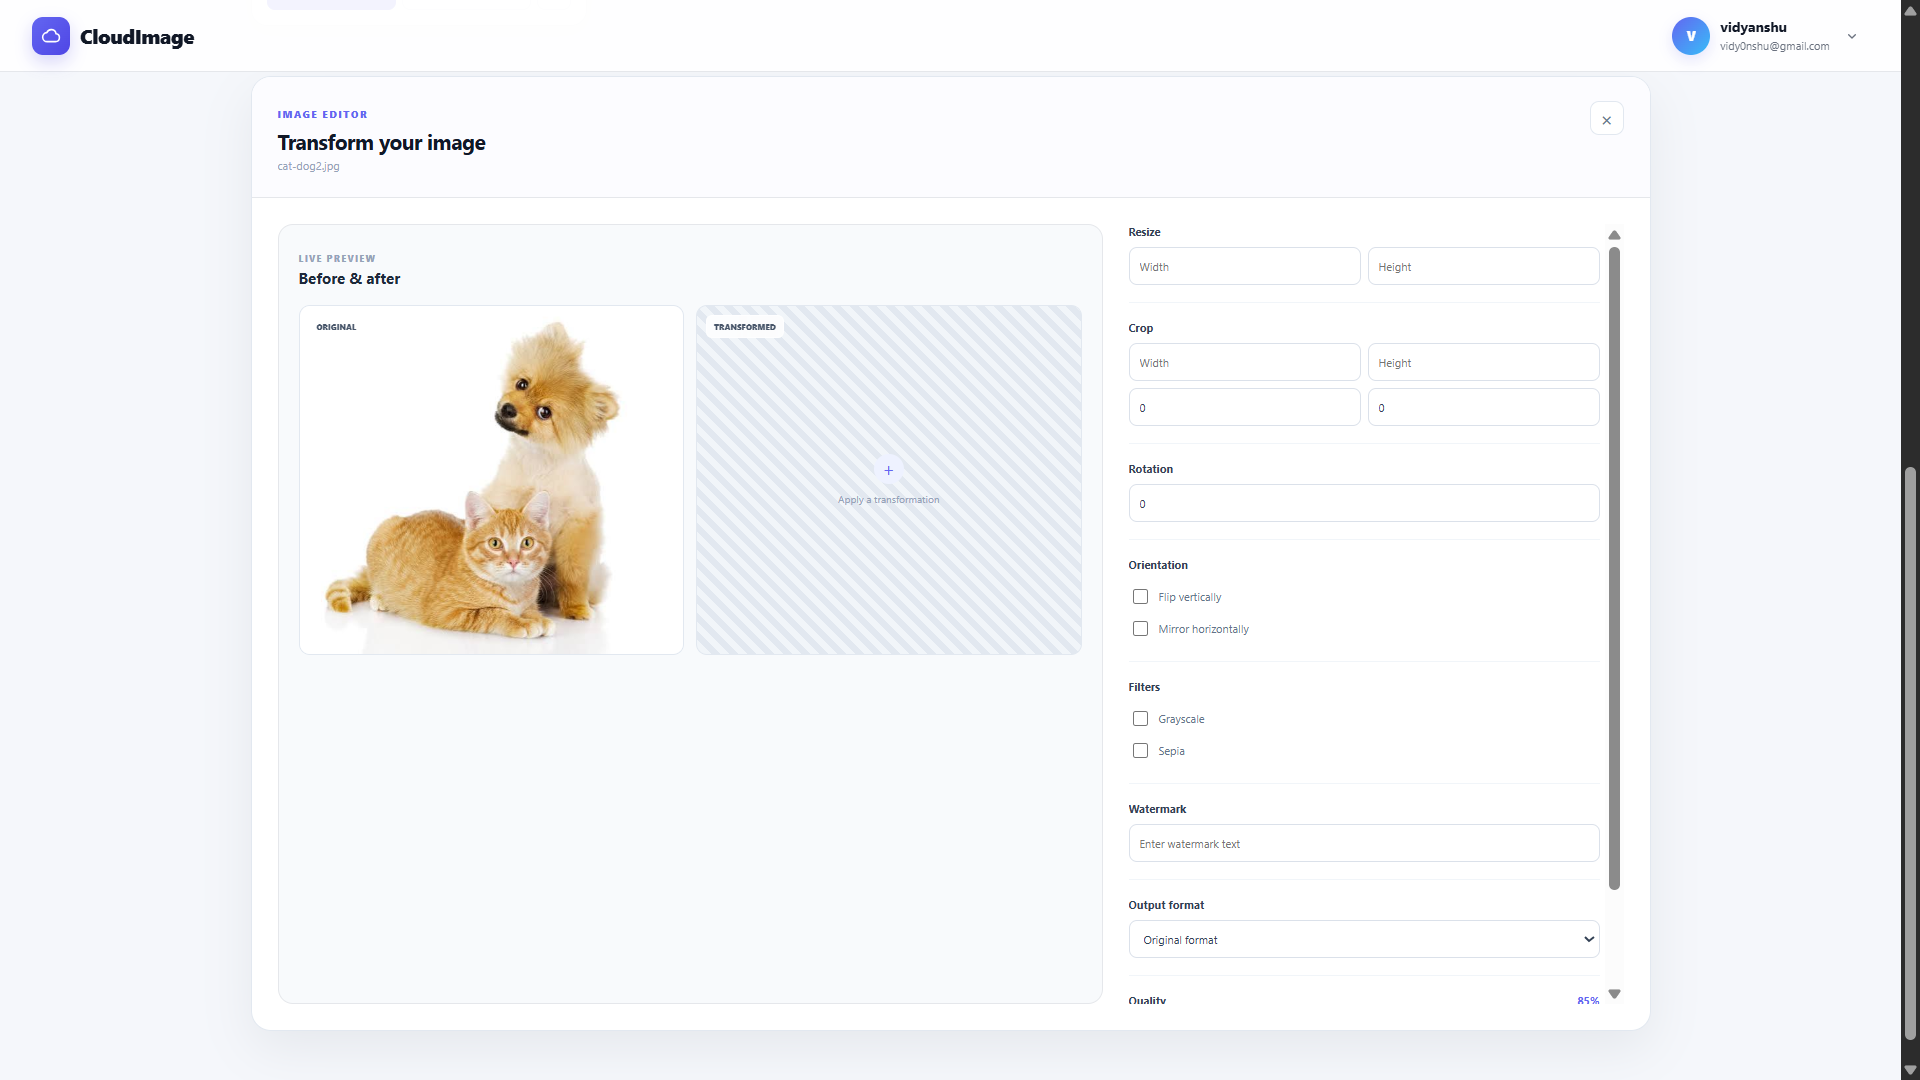 CloudImage
V
vidyanshu
vidy0nshu@gmail.com
IMAGE EDITOR
Transform your image
cat-dog2.jpg
×
LIVE PREVIEW
Before & after
ORIGINAL
TRANSFORMED
+
Apply a transformation
Resize
Width Height
Crop
Width Height
0 0
Rotation
0
Orientation
Flip vertically
Mirror horizontally
Filters
Grayscale
Sepia
Watermark
Enter watermark text
Output format
Original format
Quality 85%